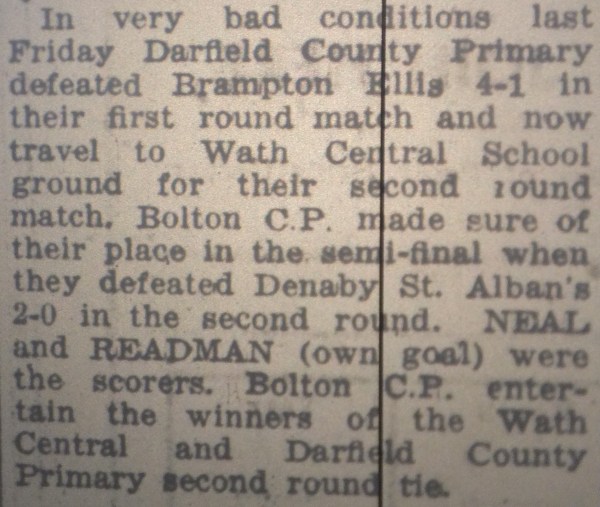 In very bad conditions last
Friday Darfield County Primary
defeated Brampton Ellis 4-1 in
their first round match and now
travel to Wath Central School
ground for their second round
match. Bolton C.P. made sure of
their place in the semi-final when
they defeated Denaby St. Alban's
2-0 in the second round. NEAL
and READMAN (own goal) were
the scorers. Bolton C.P. enter-
tain the winners of the Wath
Central and Darfield County
Primary second round tie.